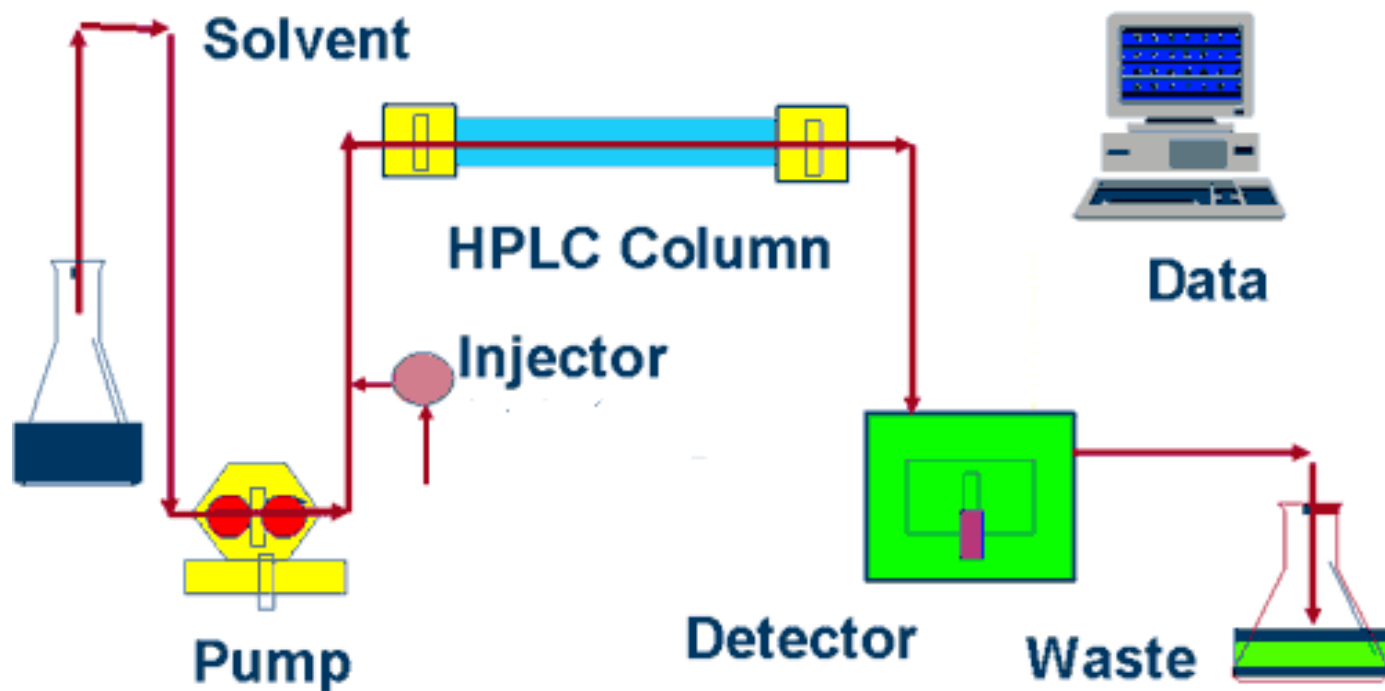 Solvent
HPLC Column
Data
Injector
Pump
Detector
Waste